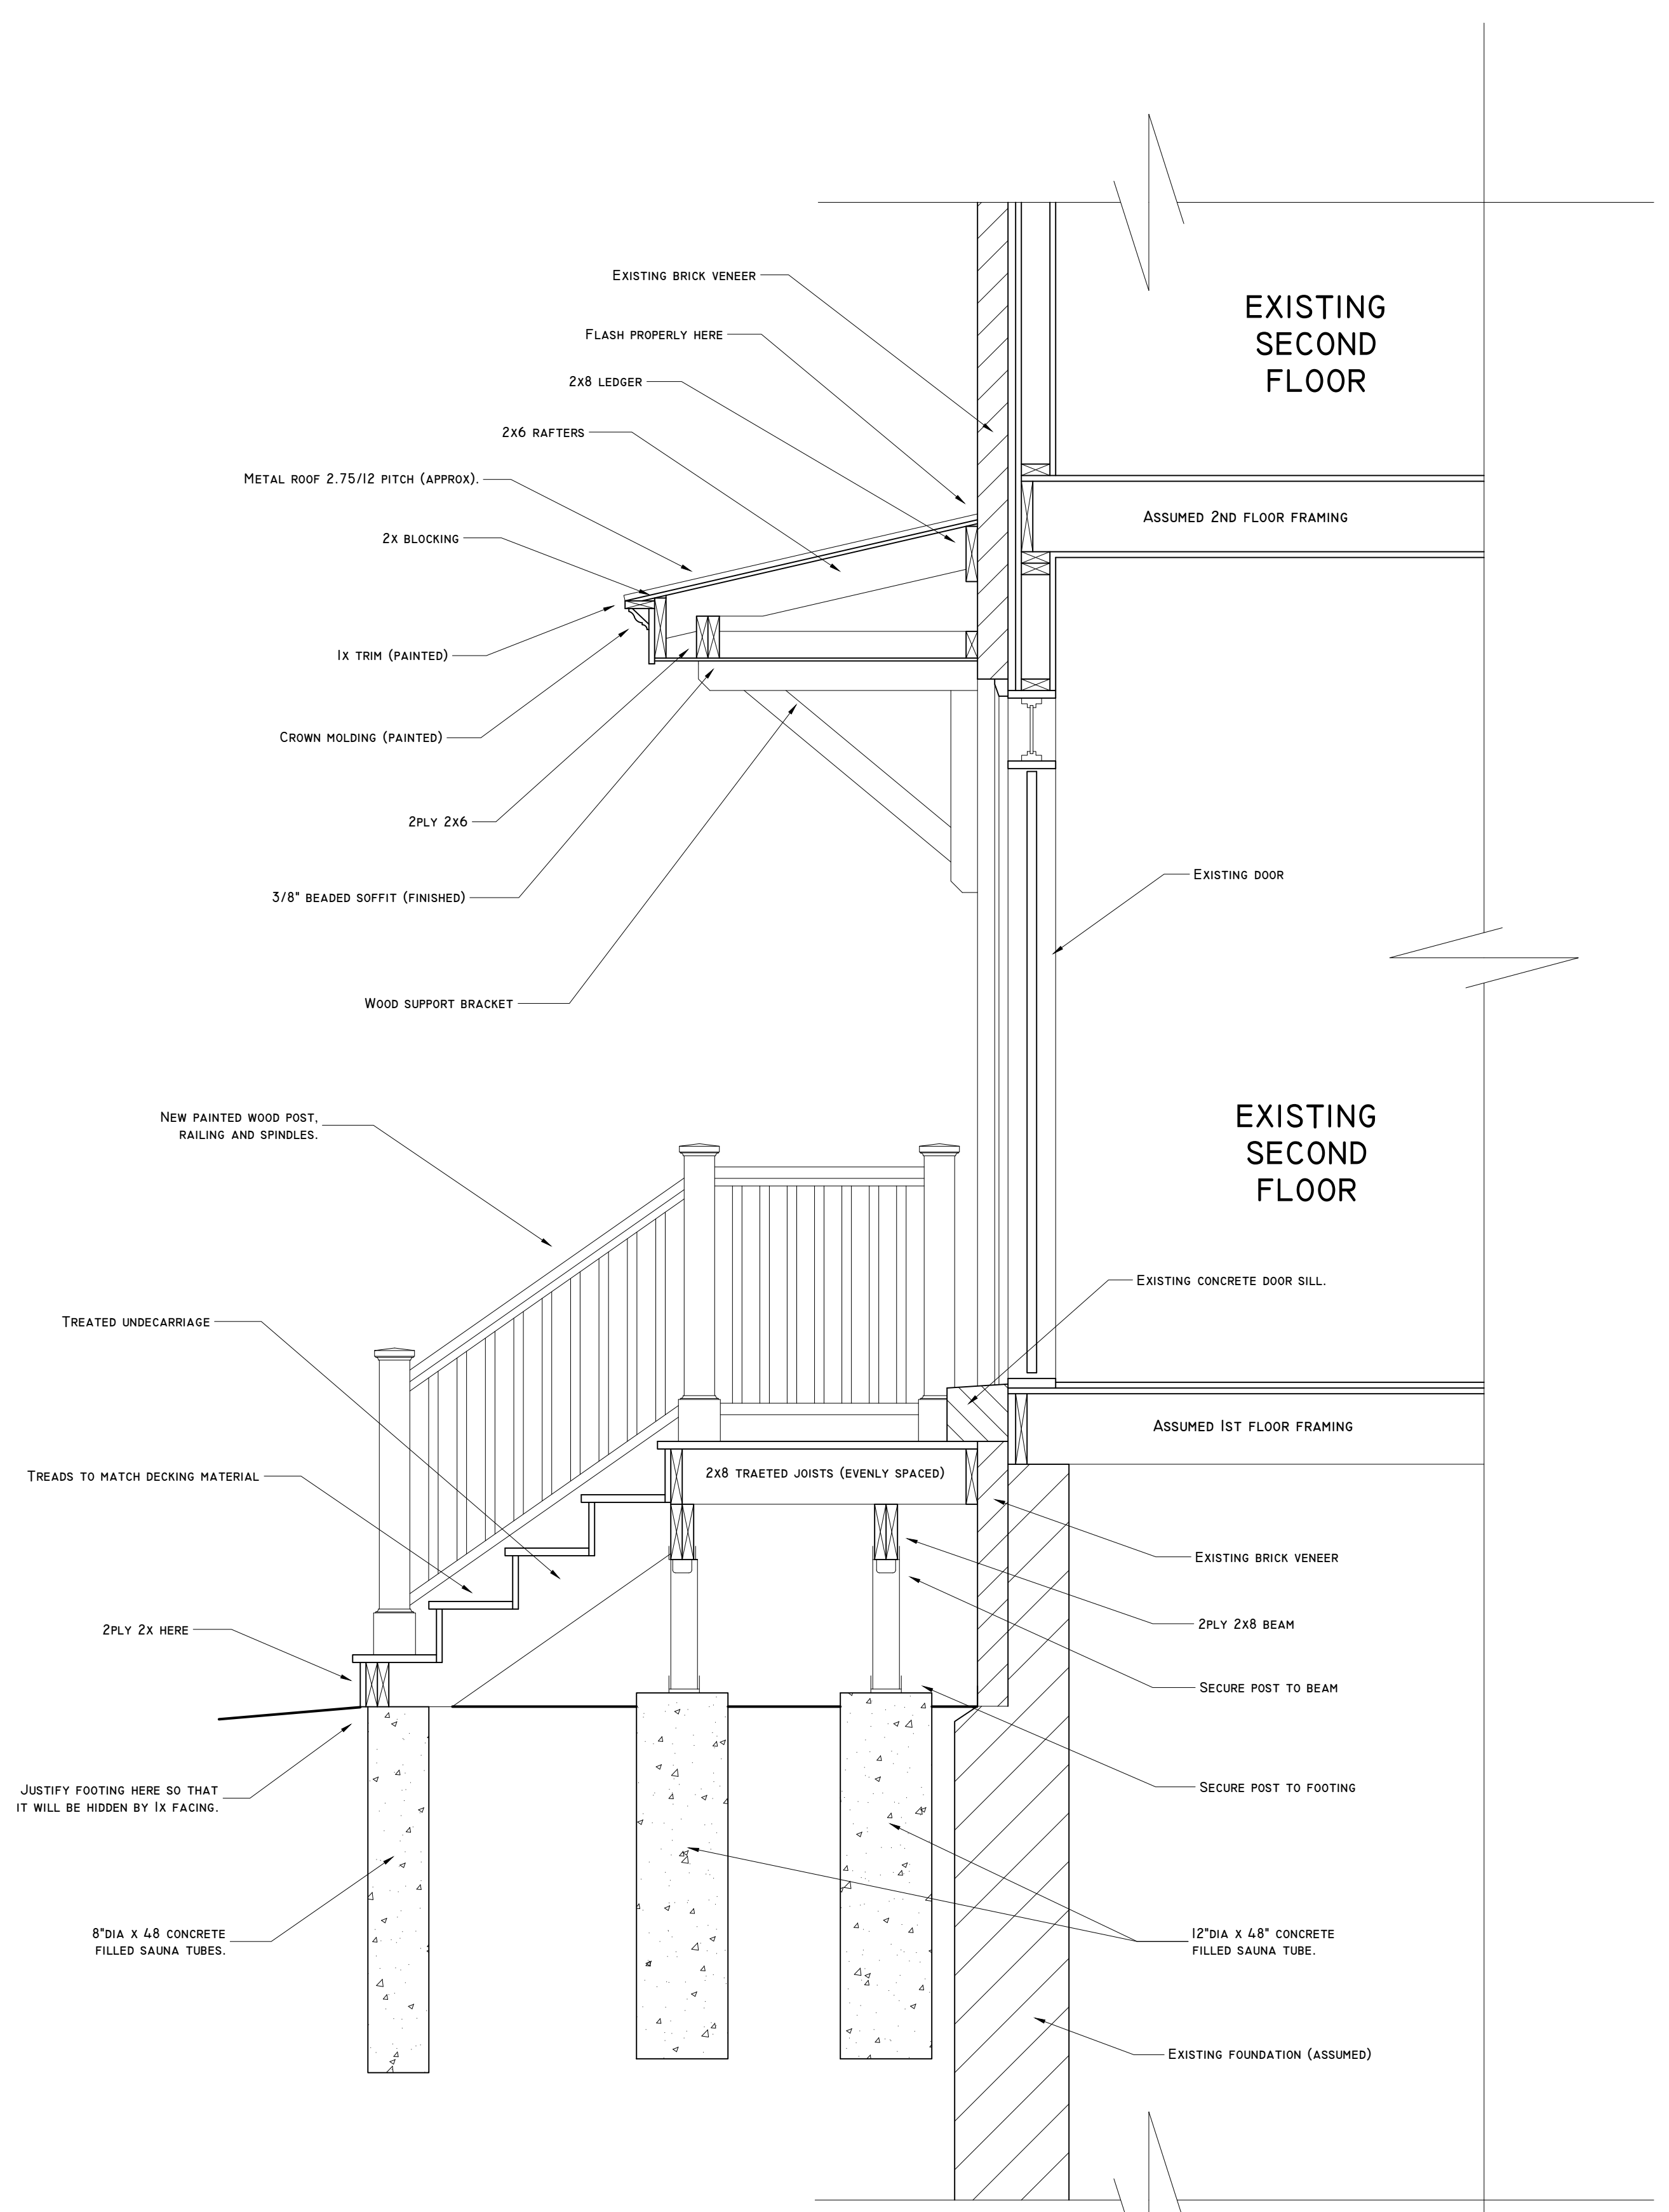 Existing brick veneer
EXISTING
SECOND
FLOOR
Flash properly here
2x8 ledger
2x6 rafters
Metal roof 2.75/12 pitch (approx).
Assumed 2nd floor framing
2x blocking
1x trim (painted)
Crown molding (painted)
2ply 2x6
Existing door
3/8" beaded soffit (finished)
Wood support bracket
New painted wood post,
railing and spindles.
EXISTING
SECOND
FLOOR
Existing concrete door sill.
Treated undecarriage
Assumed 1st floor framing
Treads to match decking material
2x8 traeted joists (evenly spaced)
Existing brick veneer
2ply 2x here
2ply 2x8 beam
Secure post to beam
Justify footing here so that
it will be hidden by 1x facing.
Secure post to footing
8"dia x 48 concrete
filled sauna tubes.
12"dia x 48" concrete
filled sauna tube.
Existing foundation (assumed)